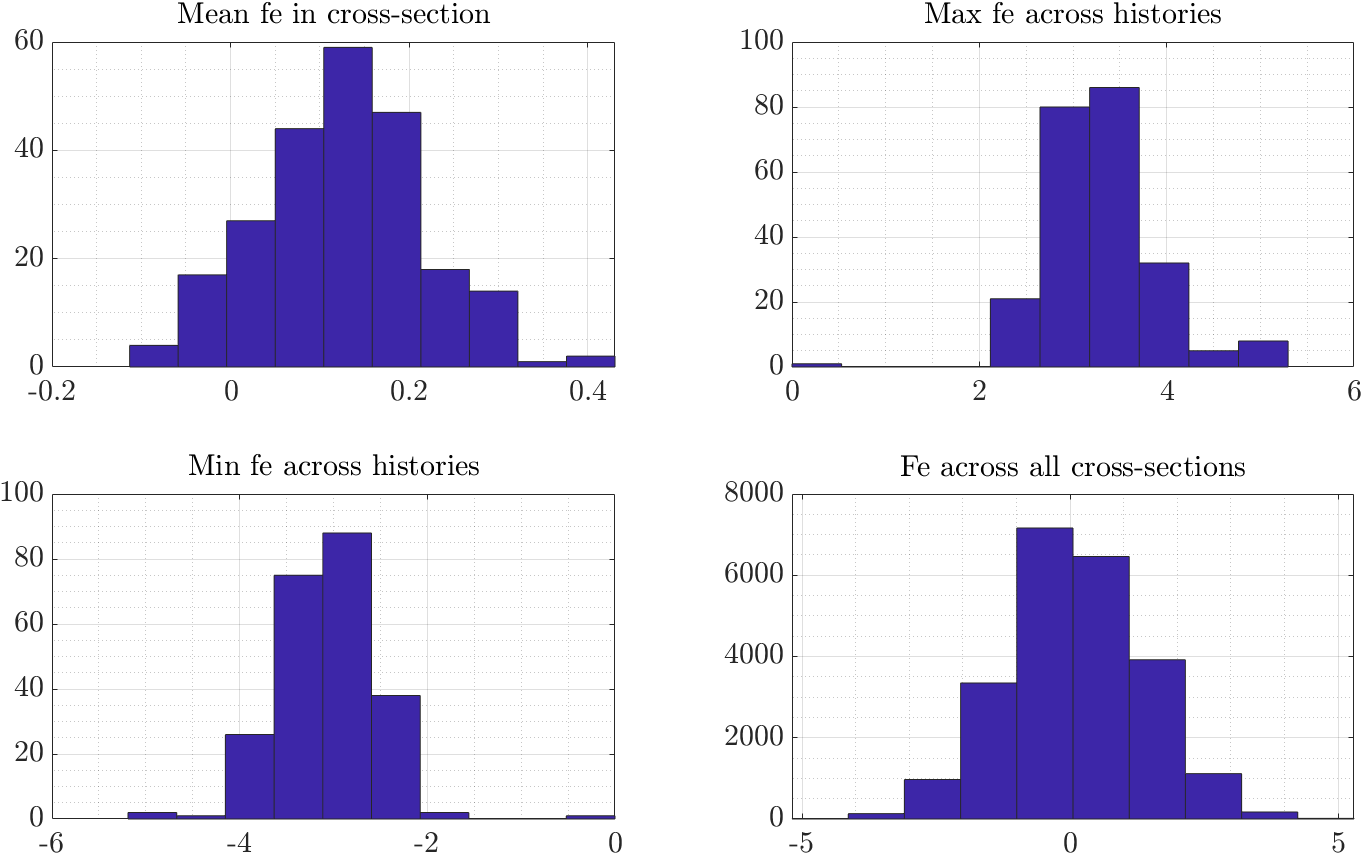 Mean fe in cross-section
60
40
20
0
-0.2 0 0.2 0.4
Max fe across histories
100
80
60
40
20
0
0 2 4 6
Min fe across histories
100
80
60
40
20
0
-6 -4 -2 0
Fe across all cross-sections
8000
6000
4000
2000
0
-5 0 5